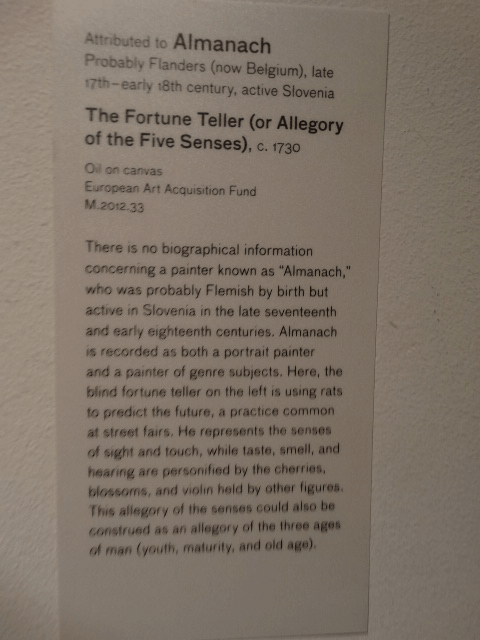 Attributed to Almanach
Probably Flanders (now Belgium), late
17th–early 18th century, active Slovenia
The Fortune Teller (or Allegory
of the Five Senses), c. 1730
Oil on canvas
European Art Acquisition Fund
M.2012.33
There is no biographical information
concerning a painter known as “Almanach,”
who was probably Flemish by birth but
active in Slovenia in the late seventeenth
and early eighteenth centuries. Almanach
is recorded as both a portrait painter
and a painter of genre subjects. Here, the
blind fortune teller on the left is using rats
to predict the future, a practice common
at street fairs. He represents the senses
of sight and touch, while taste, smell, and
hearing are personified by the cherries,
blossoms, and violin held by other figures.
This allegory of the senses could also be
construed as an allegory of the three ages
of man (youth, maturity, and old age).